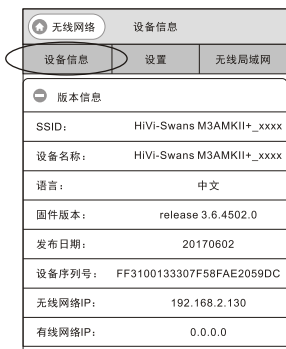 无线网络 设备信息
设备信息 设置 无线局域网
版本信息
SSID: HiVi-Swans M3AMKII+_xxxx
设备名称: HiVi-Swans M3AMKII+_xxxx
语言: 中文
固件版本: release 3.6.4502.0
发布日期: 20170602
设备序列号: FF3100133307F58FAE2059DC
无线网络IP: 192.168.2.130
有线网络IP: 0.0.0.0